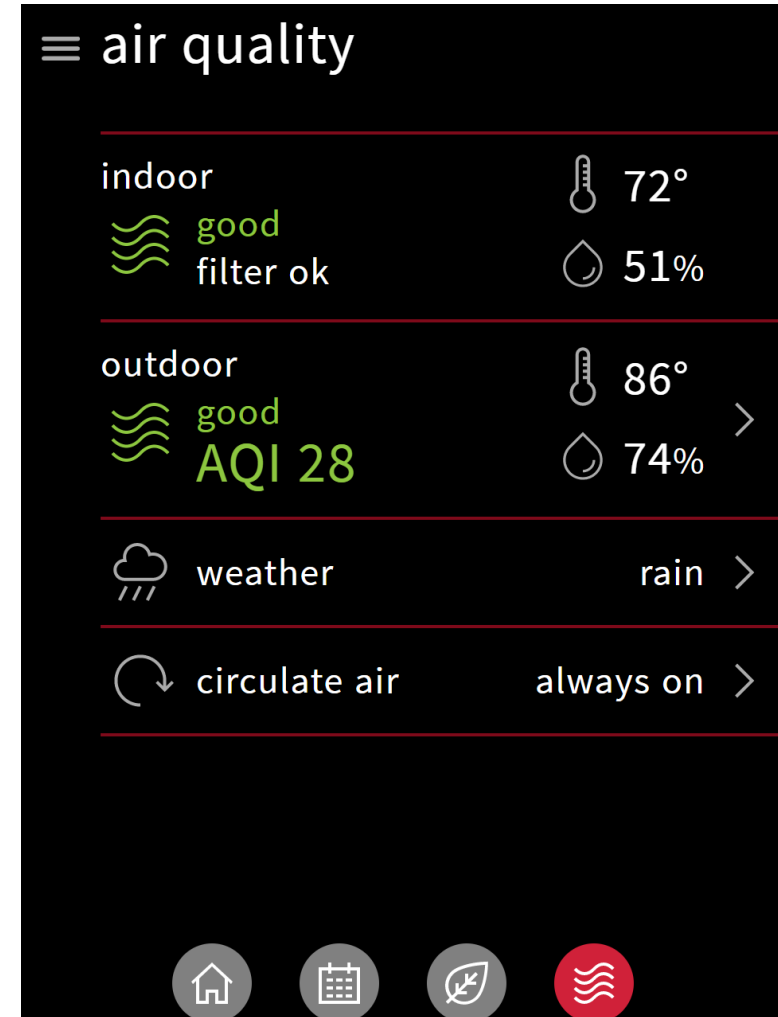 air quality
indoor
72°
good
filter ok
51%
outdoor
86°
good
AQI 28
74%
weather
rain
circulate air
always on